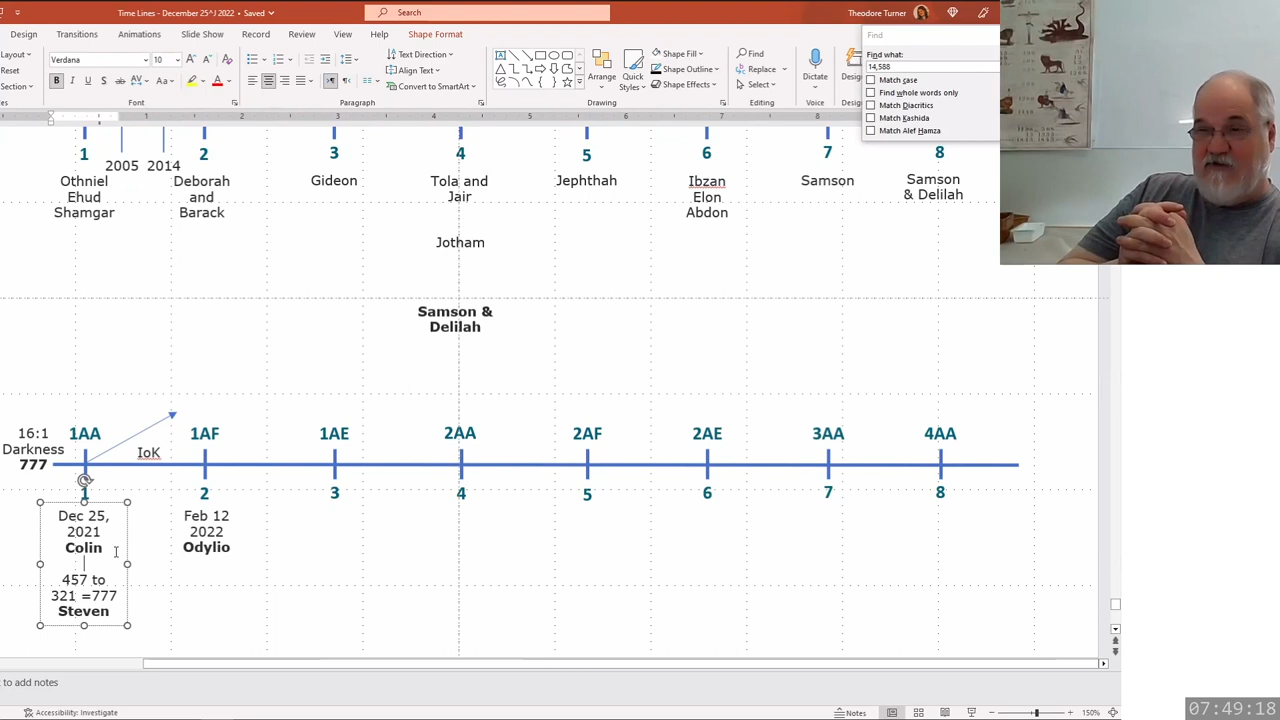 Time Lines - December 25^J 2022 • Saved
Search
Theodore Turner
Design
Transitions
Animations
Slide Show
Record
Review
View
Help
Shape Format
Layout
Reset
Section
Verdana
10
B I U S ab AV
Aa
A
Font
Text Direction
Align Text
Convert to SmartArt
Paragraph
Arrange
Quick
Styles
Shape Fill
Shape Effects
Drawing
Find
Replace
Select
Editing
Dictate
Voice
Find
Find what:
14,588
Match case
Find whole words only
Match Diacritics
Match Kashida
Match Alef Hamza
1
2005
2014
2
3
4
5
6
7
8
Othniel
Ehud
Shamgar
Deborah
and
Barack
Gideon
Tola and
Jair
Jephthah
Ibzan
Elon
Abdon
Samson
Samson
& Delilah
Jotham
Samson &
Delilah
16:1
Darkness
777
1AA
IoK
1AF
1AE
2AA
2AF
2AE
3AA
4AA
1
2
3
4
5
6
7
8
Dec 25,
2021
Colin
457 to
321 =777
Steven
Feb 12
2022
Odylio
to add notes
Accessibility: Investigate
Notes
150%
07:49:18